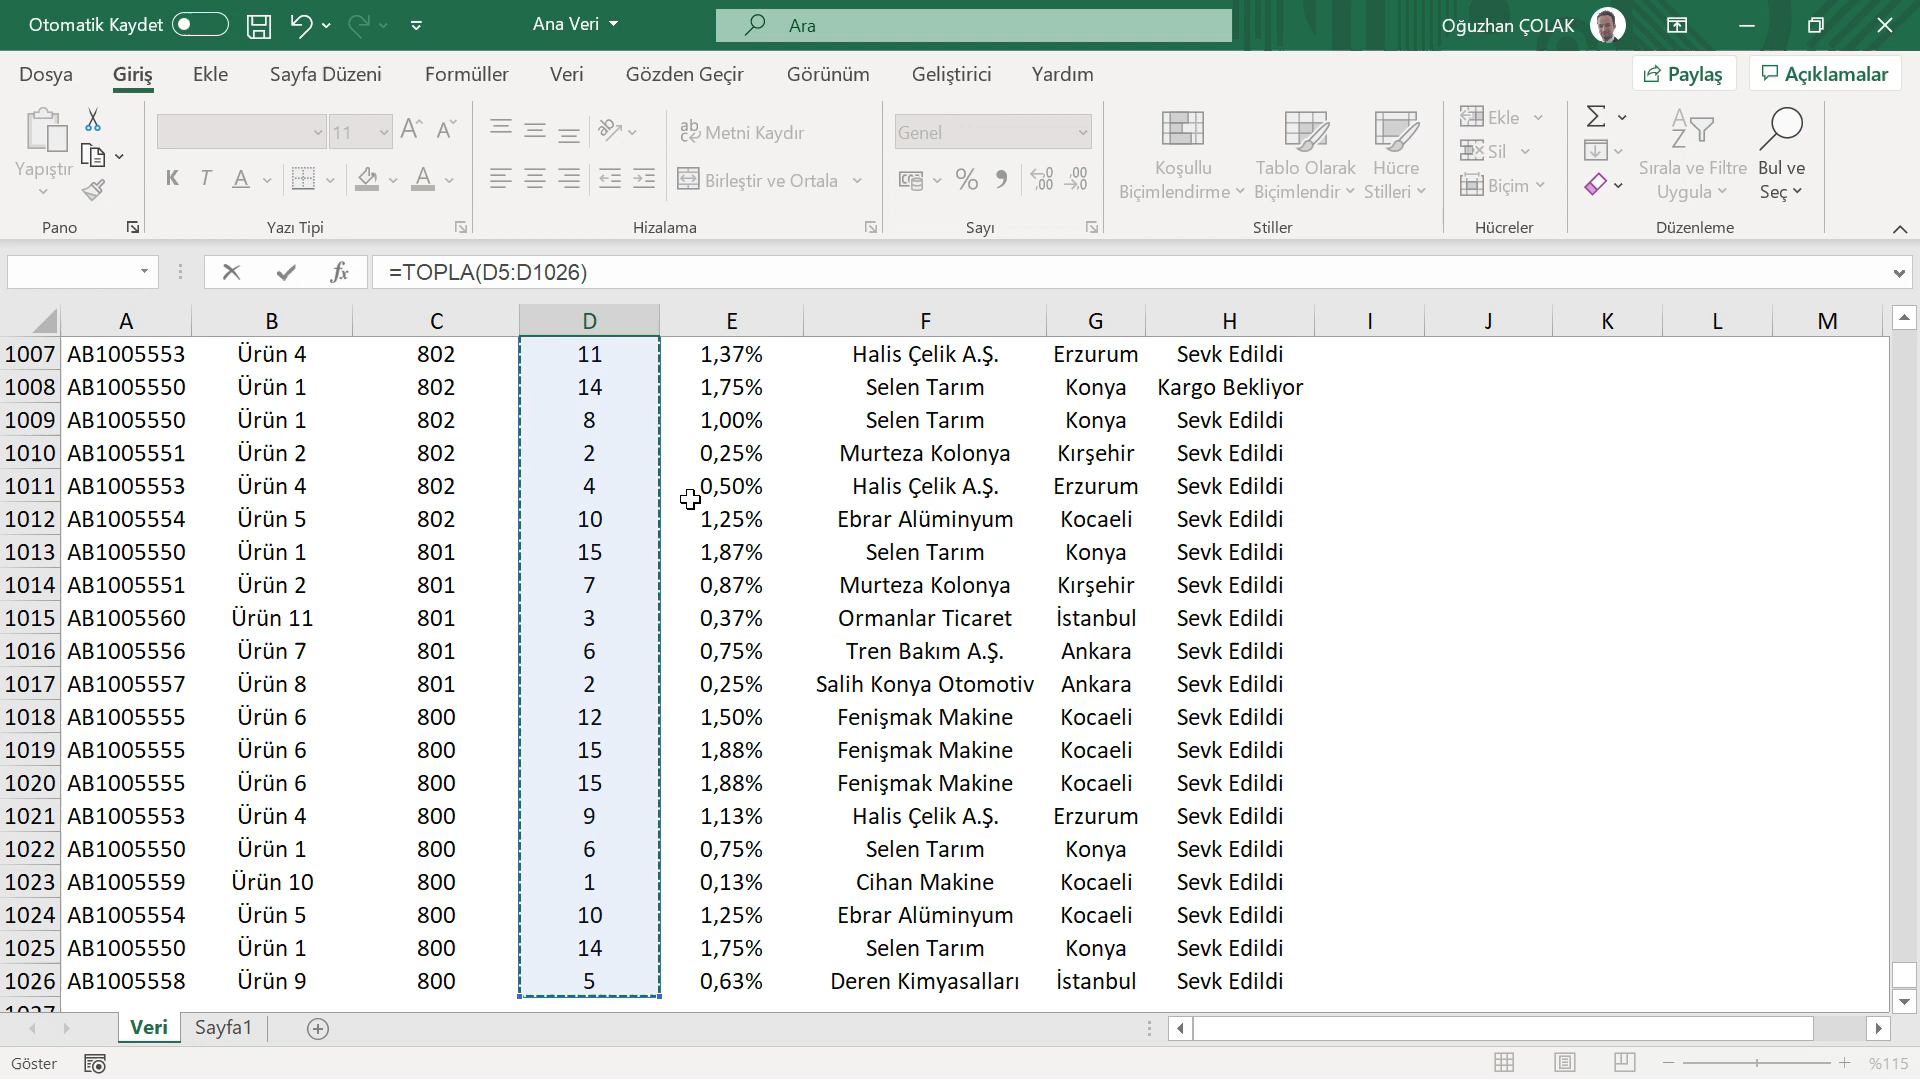 Otomatik Kaydet
Ana Veri
Ara
Oğuzhan ÇOLAK
Dosya Giriş Ekle Sayfa Düzeni Formüller Veri Gözden Geçir Görünüm Geliştirici Yardım
Paylaş Açıklamalar
11 A A
ab Metni Kaydır
Genel
Ekle
Yapıştır
K T A
A
Birleştir ve Ortala
%
Koşullu Biçimlendirme
Tablo Olarak Biçimlendir
Hücre Stilleri
Sil
Biçim
Sırala ve Filtre Uygula
Bul ve Seç
Pano Yazı Tipi Hizalama Sayı Stiller Hücreler Düzenleme
fx =TOPLA(D5:D1026)
A B C D E F G H I J K L M
1007 AB1005553 Ürün 4 802 11 1,37% Halis Çelik A.Ş. Erzurum Sevk Edildi
1008 AB1005550 Ürün 1 802 14 1,75% Selen Tarım Konya Kargo Bekliyor
1009 AB1005550 Ürün 1 802 8 1,00% Selen Tarım Konya Sevk Edildi
1010 AB1005551 Ürün 2 802 2 0,25% Murteza Kolonya Kırşehir Sevk Edildi
1011 AB1005553 Ürün 4 802 4 0,50% Halis Çelik A.Ş. Erzurum Sevk Edildi
1012 AB1005554 Ürün 5 802 10 1,25% Ebrar Alüminyum Kocaeli Sevk Edildi
1013 AB1005550 Ürün 1 801 15 1,87% Selen Tarım Konya Sevk Edildi
1014 AB1005551 Ürün 2 801 7 0,87% Murteza Kolonya Kırşehir Sevk Edildi
1015 AB1005560 Ürün 11 801 3 0,37% Ormanlar Ticaret İstanbul Sevk Edildi
1016 AB1005556 Ürün 7 801 6 0,75% Tren Bakım A.Ş. Ankara Sevk Edildi
1017 AB1005557 Ürün 8 801 2 0,25% Salih Konya Otomotiv Ankara Sevk Edildi
1018 AB1005555 Ürün 6 800 12 1,50% Fenişmak Makine Kocaeli Sevk Edildi
1019 AB1005555 Ürün 6 800 15 1,88% Fenişmak Makine Kocaeli Sevk Edildi
1020 AB1005555 Ürün 6 800 15 1,88% Fenişmak Makine Kocaeli Sevk Edildi
1021 AB1005553 Ürün 4 800 9 1,13% Halis Çelik A.Ş. Erzurum Sevk Edildi
1022 AB1005550 Ürün 1 800 6 0,75% Selen Tarım Konya Sevk Edildi
1023 AB1005559 Ürün 10 800 1 0,13% Cihan Makine Kocaeli Sevk Edildi
1024 AB1005554 Ürün 5 800 10 1,25% Ebrar Alüminyum Kocaeli Sevk Edildi
1025 AB1005550 Ürün 1 800 14 1,75% Selen Tarım Konya Sevk Edildi
1026 AB1005558 Ürün 9 800 5 0,63% Deren Kimyasalları İstanbul Sevk Edildi
1027
Veri Sayfa1
Göster
%115